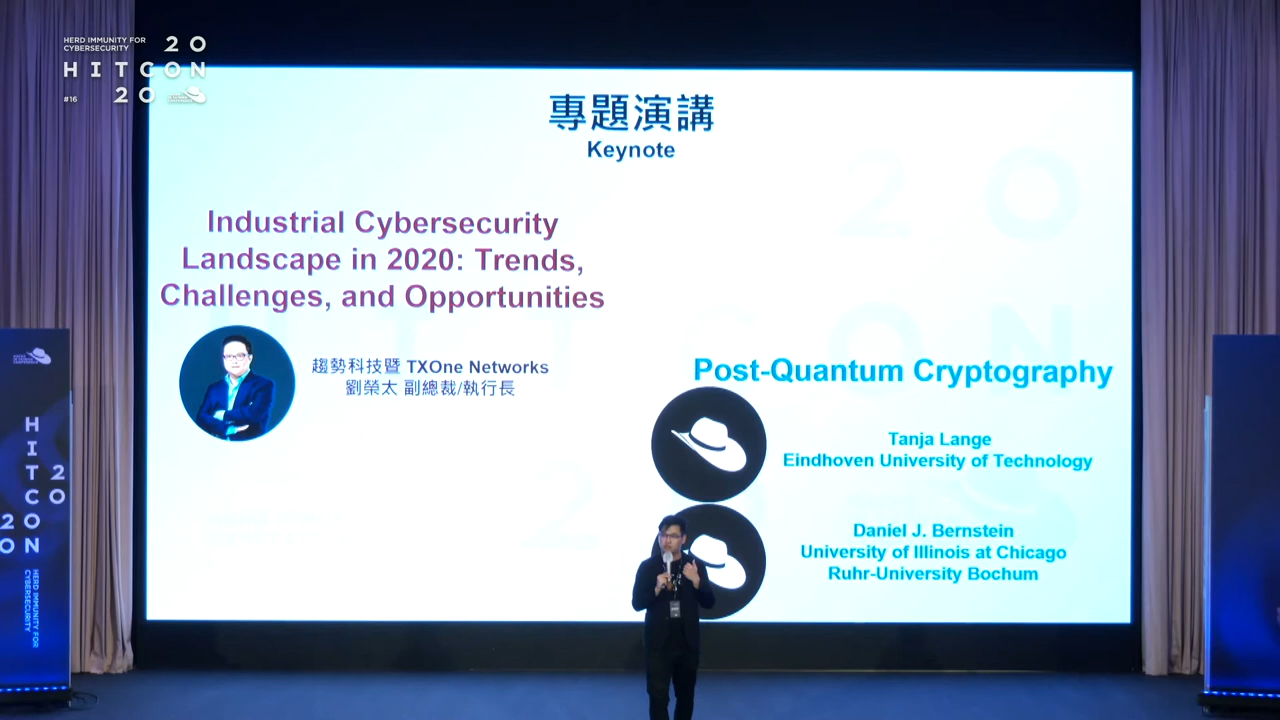 HERD IMMUNITY FOR
CYBERSECURITY
20
HITCON
#16
20
專題演講
Keynote
Industrial Cybersecurity
Landscape in 2020: Trends,
Challenges, and Opportunities
趨勢科技暨 TXOne Networks
劉榮太 副總裁/執行長
Post-Quantum Cryptography
Tanja Lange
Eindhoven University of Technology
Daniel J. Bernstein
University of Illinois at Chicago
Ruhr-University Bochum
HITCON
20
20
HERD IMMUNITY FOR
CYBERSECURITY